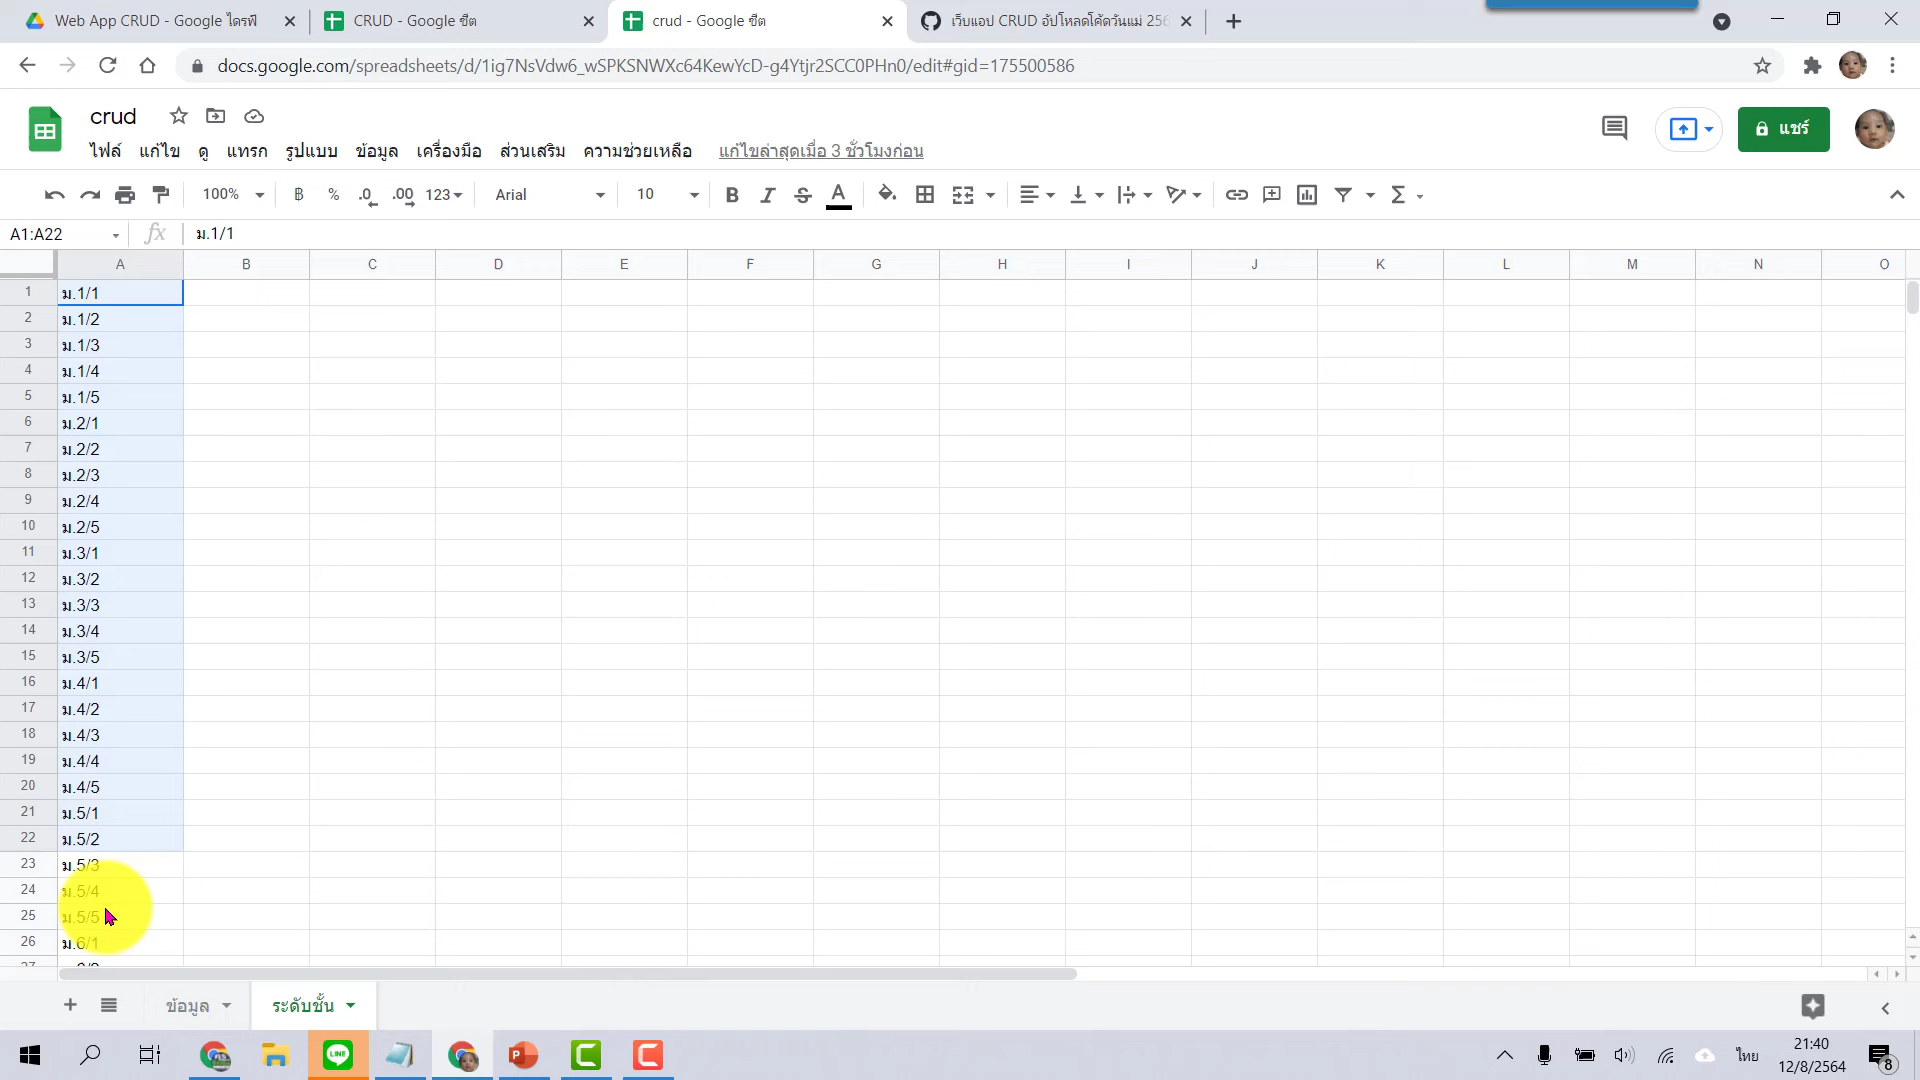 Web App CRUD - Google ไดรฟ์
CRUD - Google ชีต
crud - Google ชีต
เว็บแอป CRUD อัปโหลดโค้ดวันแม่ 256
docs.google.com/spreadsheets/d/1ig7NsVdw6_wSPKSNWXc64KewYcD-g4Ytjr2SCC0PHn0/edit#gid=175500586
crud
แชร์
ไฟล์ แก้ไข ดู แทรก รูปแบบ ข้อมูล เครื่องมือ ส่วนเสริม ความช่วยเหลือ แก้ไขล่าสุดเมื่อ 3 ชั่วโมงก่อน
100% ฿ % .0 .00 123 Arial 10 B I S A Σ
A1:A22 fx ม.1/1
A B C D E F G H I J K L M N O
1 ม.1/1
2 ม.1/2
3 ม.1/3
4 ม.1/4
5 ม.1/5
6 ม.2/1
7 ม.2/2
8 ม.2/3
9 ม.2/4
10 ม.2/5
11 ม.3/1
12 ม.3/2
13 ม.3/3
14 ม.3/4
15 ม.3/5
16 ม.4/1
17 ม.4/2
18 ม.4/3
19 ม.4/4
20 ม.4/5
21 ม.5/1
22 ม.5/2
23 ม.5/3
24 ม.5/4
25 ม.5/5
26 ม.6/1
ข้อมูล ระดับชั้น
LINE
ไทย
21:40
12/8/2564
8